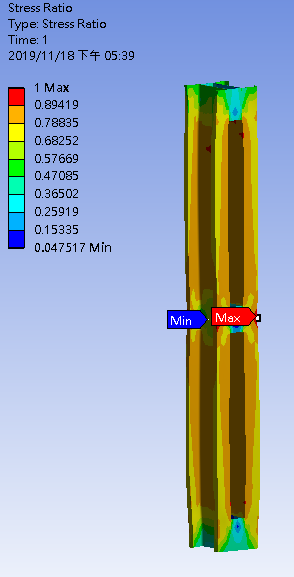 Stress Ratio
Type: Stress Ratio
Time: 1
2019/11/18 下午 05:39
1 Max
0.89419
0.78835
0.68252
0.57669
0.47085
0.36502
0.25919
0.15335
0.047517 Min
Min
Max